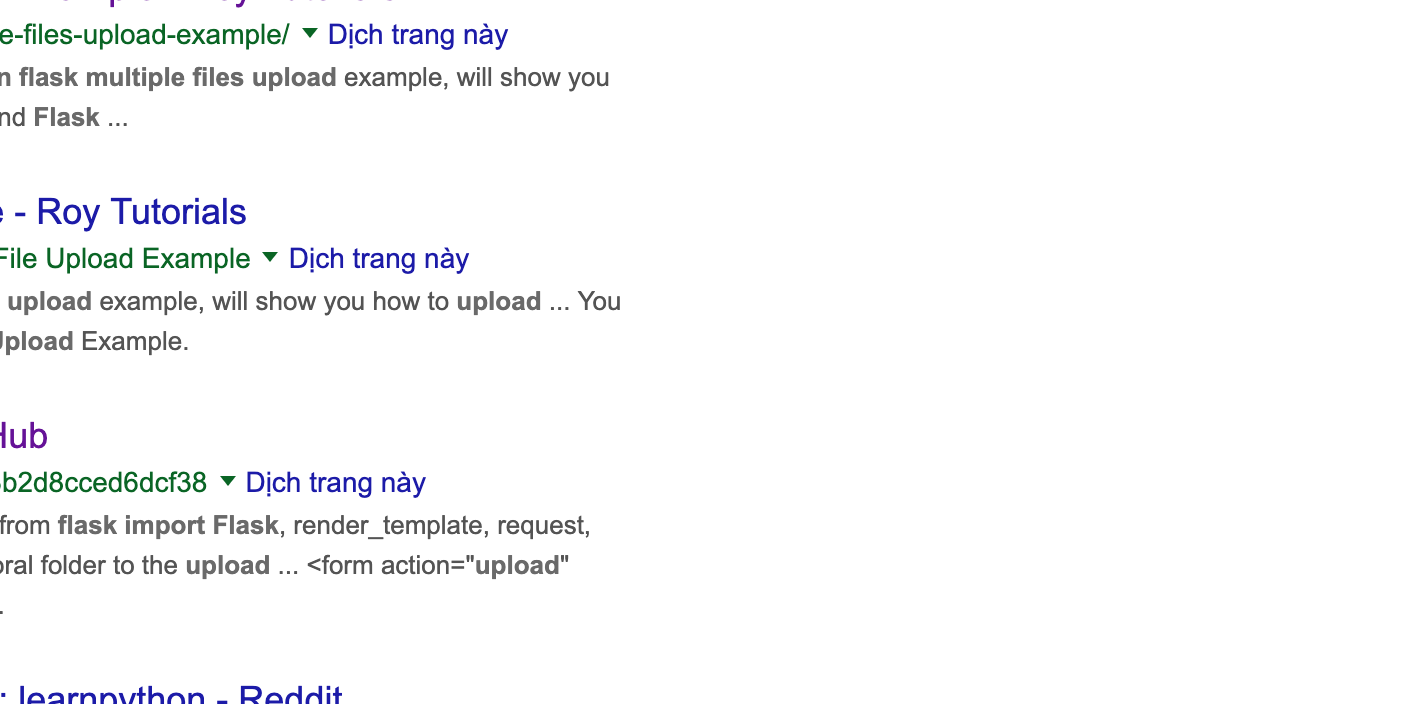 e-files-upload-example/ ▼ Dịch trang này
n flask multiple files upload example, will show you
nd Flask ...
e - Roy Tutorials
File Upload Example ▼ Dịch trang này
upload example, will show you how to upload ... You
Upload Example.
Hub
b2d8cced6dcf38 ▼ Dịch trang này
from flask import Flask, render_template, request,
oral folder to the upload ... <form action="upload"
.
: learnpython - Reddit